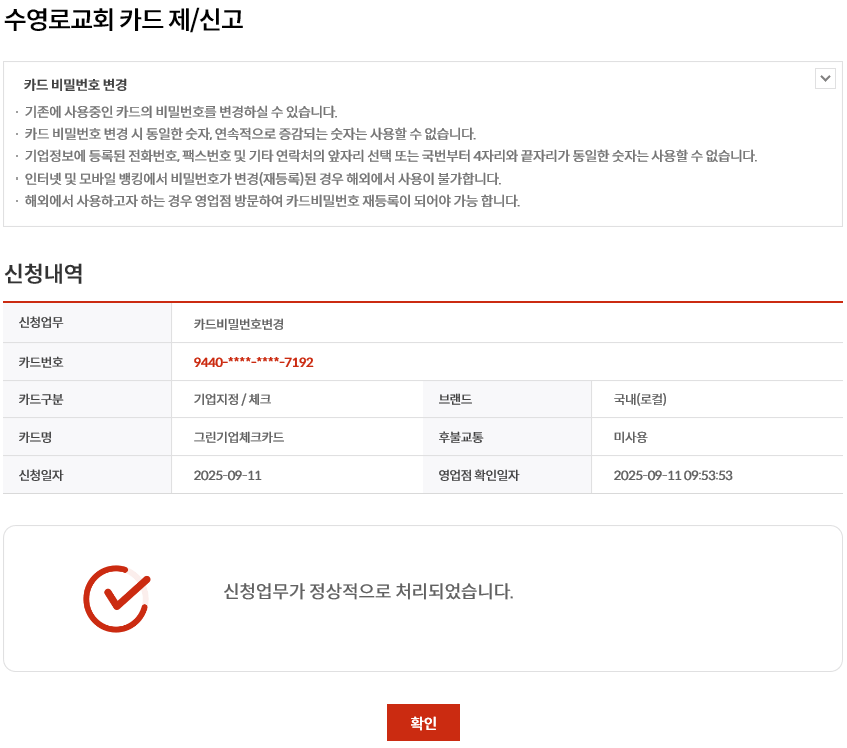 수영로교회 카드 제/신고
카드 비밀번호 변경
· 기존에 사용중인 카드의 비밀번호를 변경하실 수 있습니다.
· 카드 비밀번호 변경 시 동일한 숫자, 연속적으로 증감되는 숫자는 사용할 수 없습니다.
· 기업정보에 등록된 전화번호, 팩스번호 및 기타 연락처의 앞자리 선택 또는 국번부터 4자리와 끝자리가 동일한 숫자는 사용할 수 없습니다.
· 인터넷 및 모바일 뱅킹에서 비밀번호가 변경(재등록)된 경우 해외에서 사용이 불가합니다.
· 해외에서 사용하고자 하는 경우 영업점 방문하여 카드비밀번호 재등록이 되어야 가능 합니다.
신청내역
신청업무 카드비밀번호변경
카드번호 9440-****-****-7192
카드구분 기업지정 / 체크 브랜드 국내(로컬)
카드명 그린기업체크카드 후불교통 미사용
신청일자 2025-09-11 영업점 확인일자 2025-09-11 09:53:53
신청업무가 정상적으로 처리되었습니다.
확인